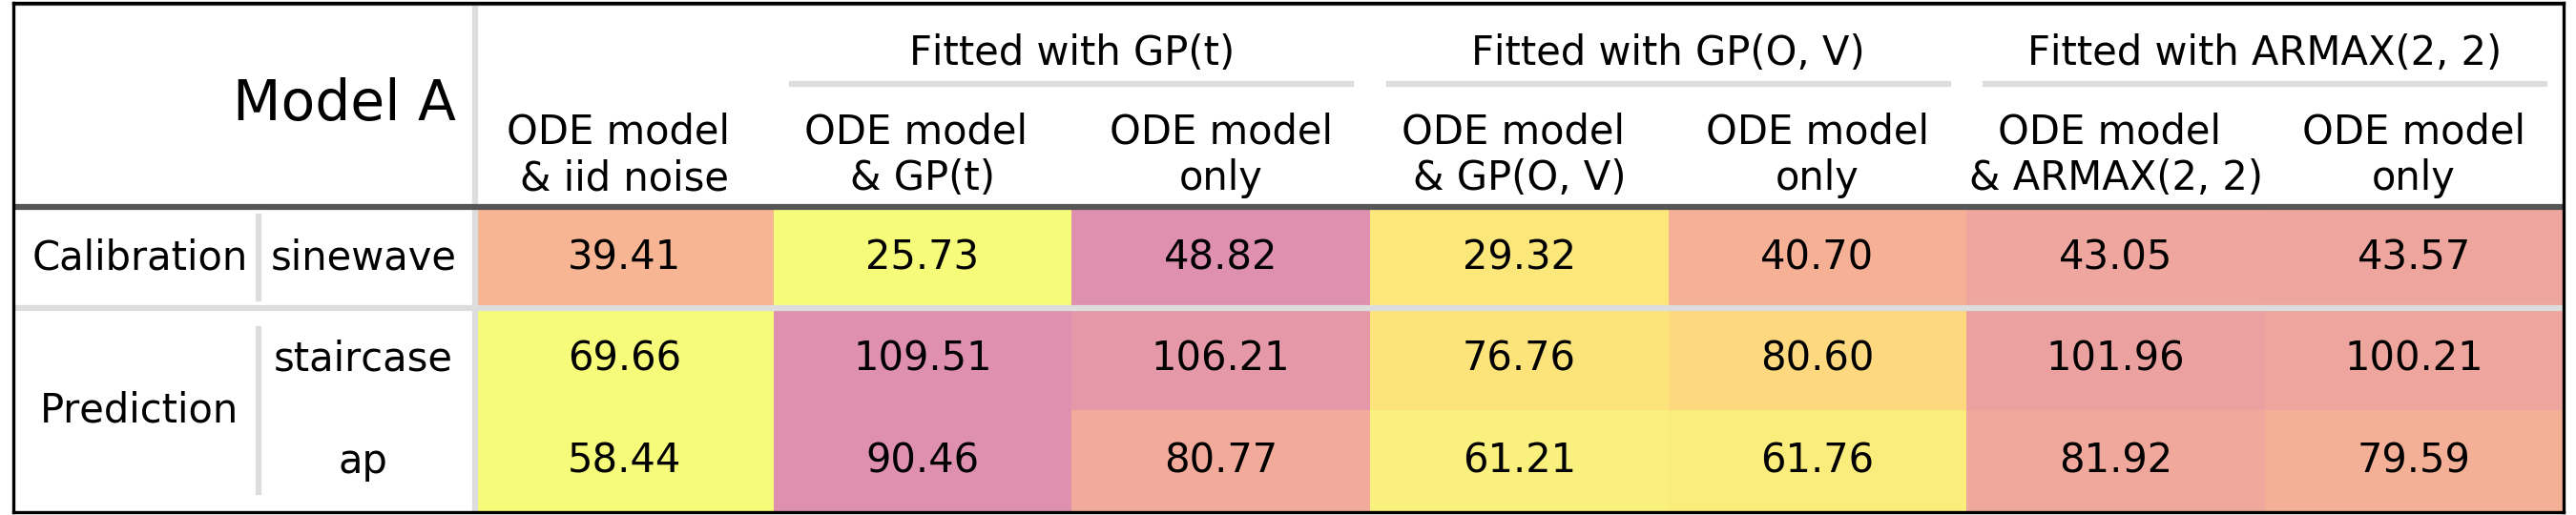 Model A
Fitted with GP(t) Fitted with GP(O, V) Fitted with ARMAX(2, 2)
ODE model ODE model ODE model ODE model ODE model ODE model ODE model
& iid noise & GP(t) only & GP(O, V) only & ARMAX(2, 2) only
Calibration sinewave 39.41 25.73 48.82 29.32 40.70 43.05 43.57
Prediction
staircase 69.66 109.51 106.21 76.76 80.60 101.96 100.21
ap 58.44 90.46 80.77 61.21 61.76 81.92 79.59